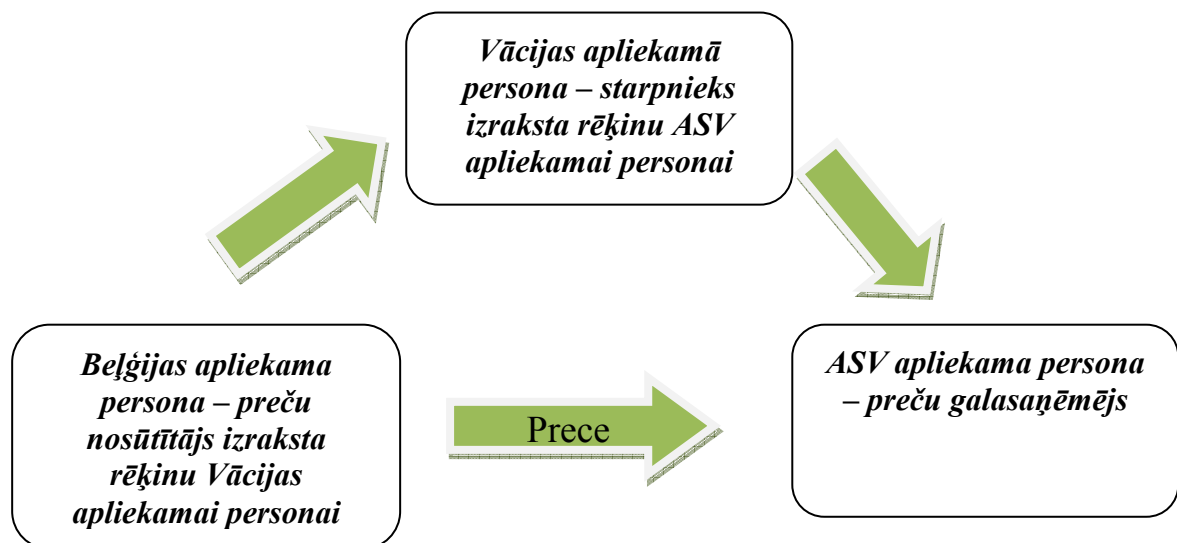 Vācijas apliekamā
persona – starpnieks
izraksta rēķinu ASV
apliekamai personai
Beļģijas apliekama
persona – preču
nosūtītājs izraksta
rēķinu Vācijas
apliekamai personai
Prece
ASV apliekama persona
– preču galasaņēmējs